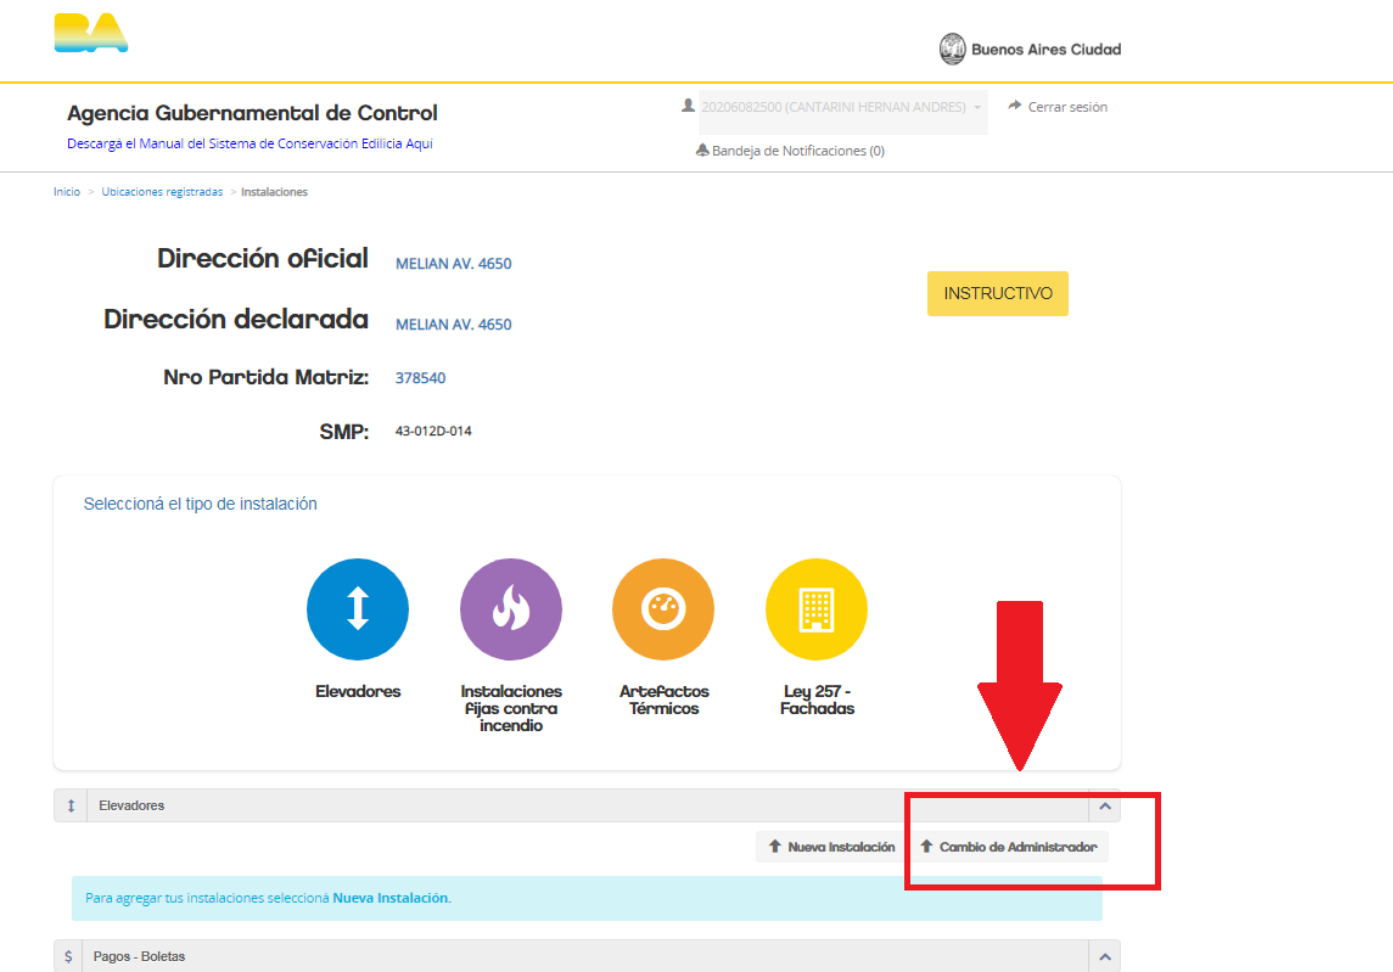 BA
Buenos Aires Ciudad
Agencia Gubernamental de Control
Descargá el Manual del Sistema de Conservación Edilicia Aquí
20206082500 (CANTARINI HERNAN ANDRES)
Cerrar sesión
Bandeja de Notificaciones (0)
Inicio > Ubicaciones registradas > Instalaciones
Dirección oficial MELIAN AV. 4650
INSTRUCTIVO
Dirección declarada MELIAN AV. 4650
Nro Partida Matriz: 378540
SMP: 43-012D-014
Seleccioná el tipo de instalación
Elevadores
Instalaciones
fijas contra
incendio
Artefactos
Térmicos
Ley 257 -
Fachadas
Elevadores
Nueva Instalación
Cambio de Administrador
Para agregar tus instalaciones seleccioná Nueva Instalación.
$ Pagos - Boletas